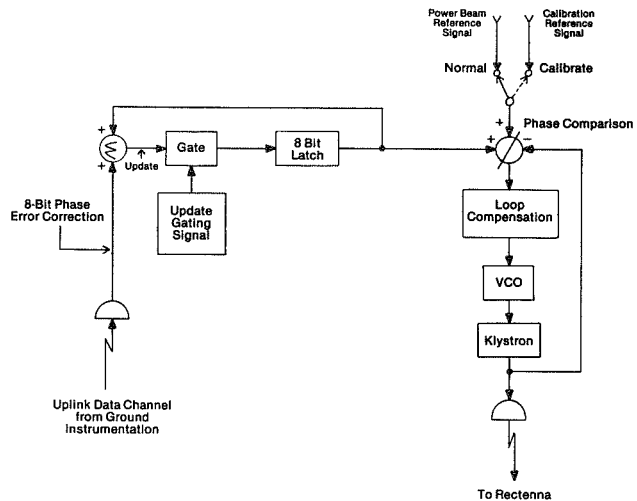 Power Beam
Reference
Signal
Calibration
Reference
Signal
Normal
Calibrate
+
Phase Comparison
+
+
–
+
Σ
Update
Gate
8 Bit
Latch
Update
Gating
Signal
8-Bit Phase
Error Correction
Loop
Compensation
VCO
Klystron
Uplink Data Channel
from Ground
Instrumentation
To Rectenna